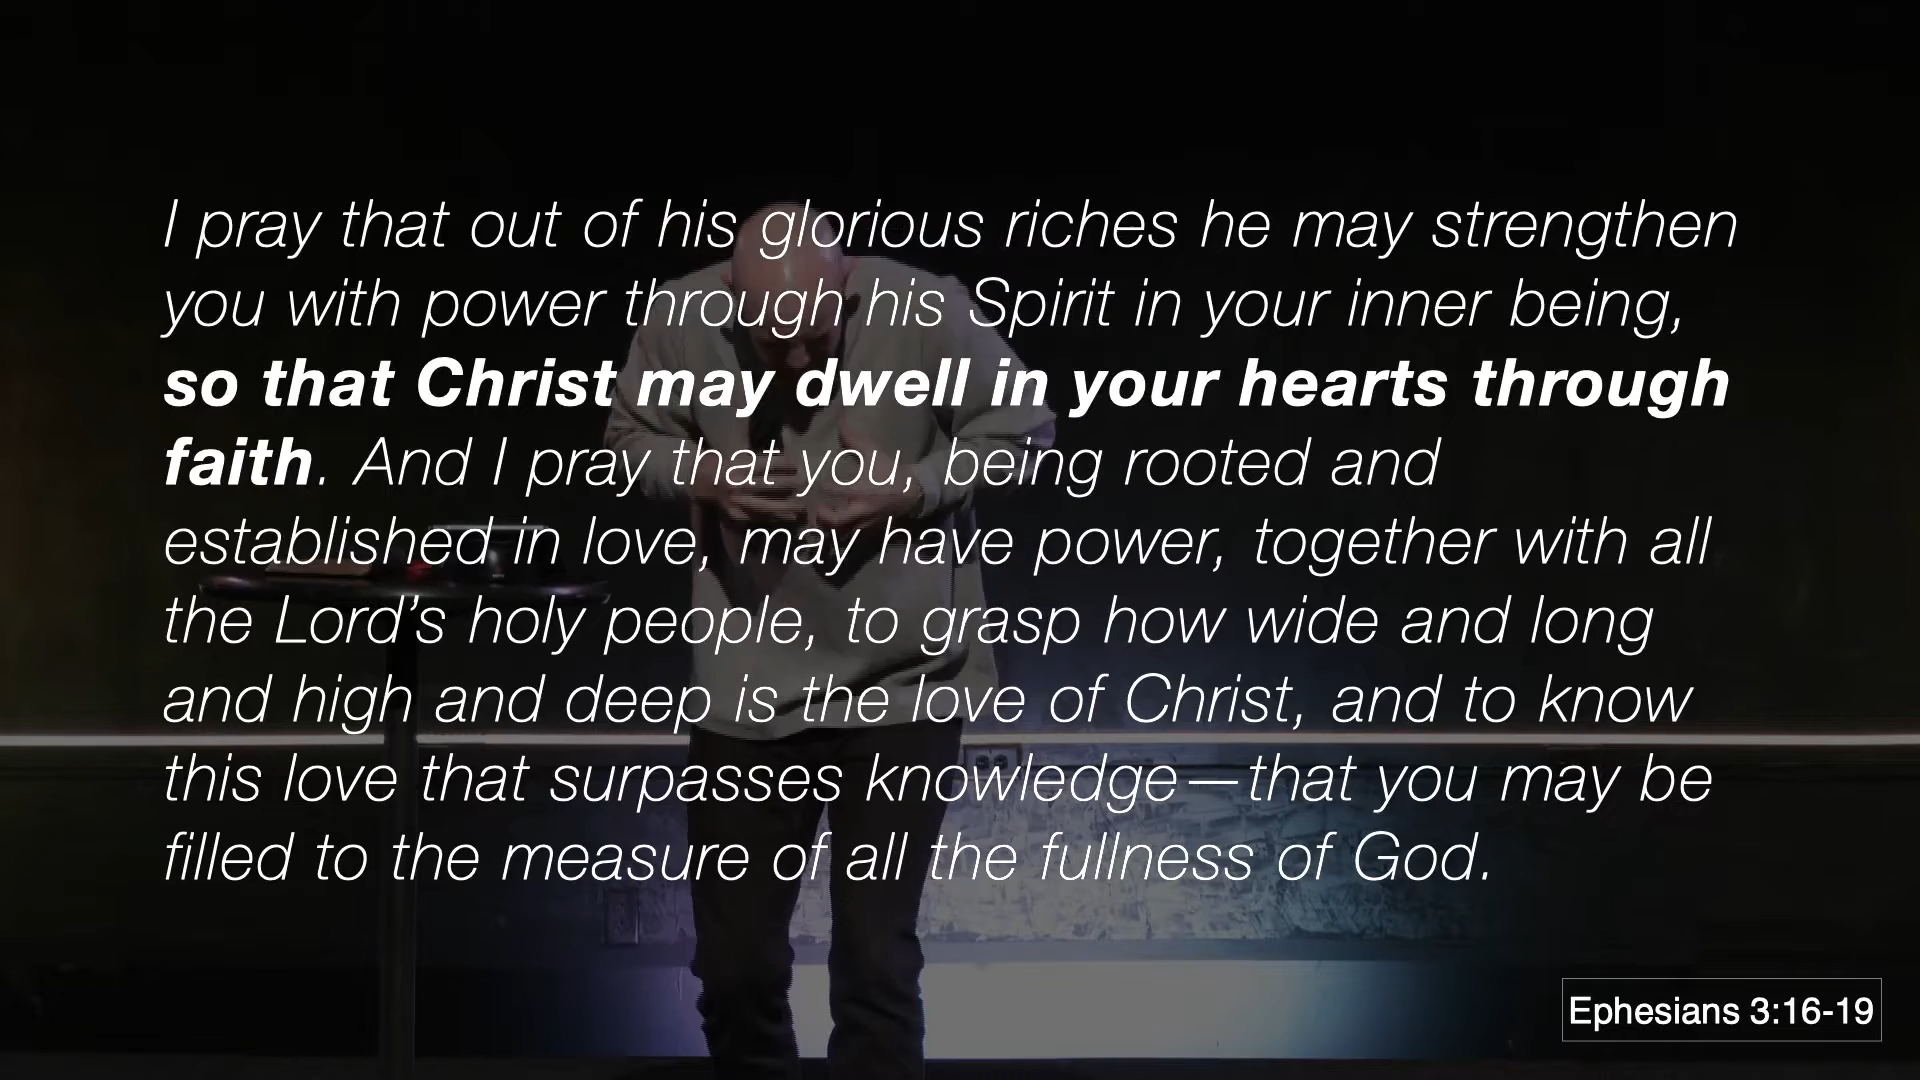 I pray that out of his glorious riches he may strengthen
you with power through his Spirit in your inner being,
so that Christ may dwell in your hearts through
faith. And I pray that you, being rooted and
established in love, may have power, together with all
the Lord’s holy people, to grasp how wide and long
and high and deep is the love of Christ, and to know
this love that surpasses knowledge—that you may be
filled to the measure of all the fullness of God.
Ephesians 3:16-19